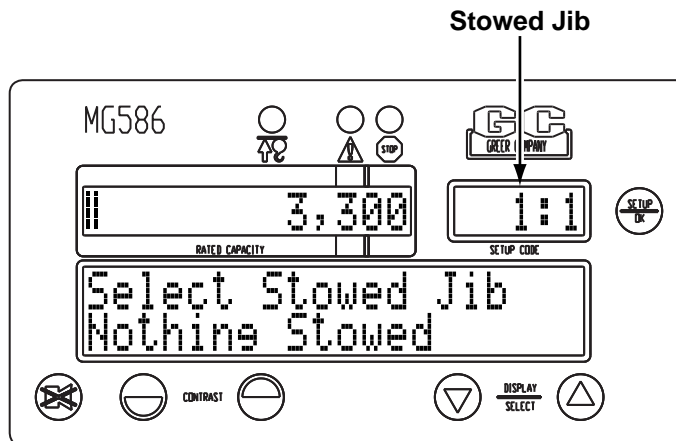 Stowed Jib
MG586
STOP
GC
GREER COMPANY
3,300
1:1
SETUP
OK
RATED CAPACITY
SETUP CODE
Select Stowed Jib
Nothing Stowed
CONTRAST
DISPLAY
SELECT